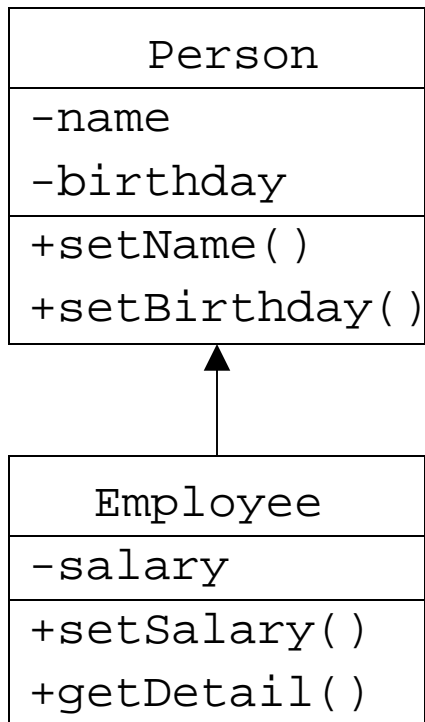 Person
-name
-birthday
+setName()
+setBirthday()
Employee
-salary
+setSalary()
+getDetail()